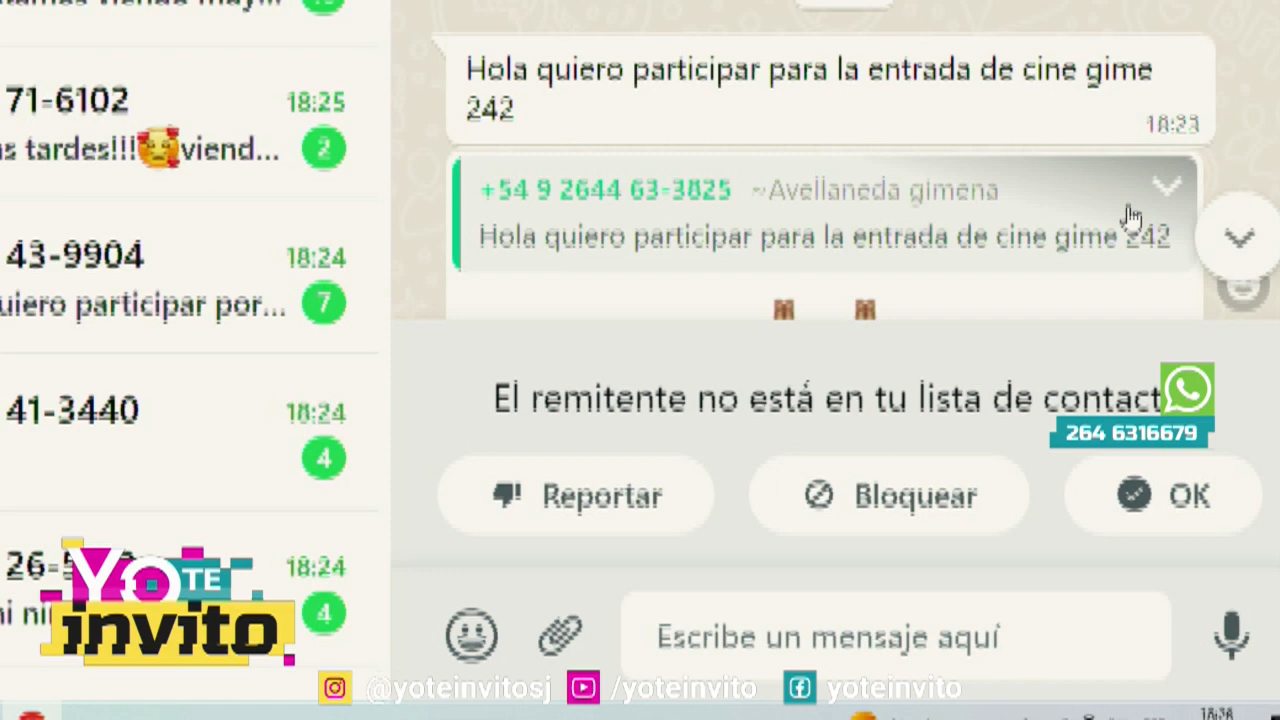 71-6102
18:25
tardes!!!🥰viend...
2
43-9904
18:24
participar por...
7
41-3440
18:24
4
18:24
4
Hola quiero participar para la entrada de cine gime
242
18:23
+54 9 2644 63-3825 ~Avellaneda gimena
Hola quiero participar para la entrada de cine gime 242
El remitente no está en tu lista de contact
264 6316679
Reportar
Bloquear
OK
Escribe un mensaje aquí
YO TE
invito
@yoteinvitosj
/yoteinvito
yoteinvito